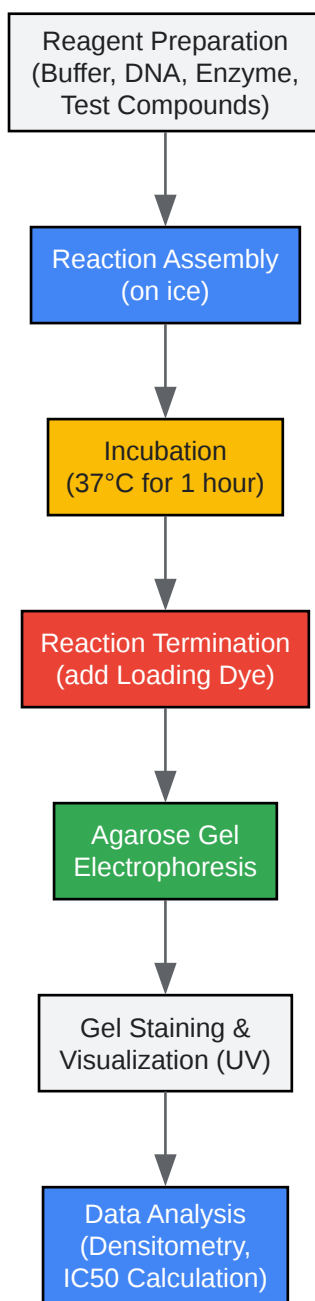 Reagent Preparation
(Buffer, DNA, Enzyme,
Test Compounds)
Reaction Assembly
(on ice)
Incubation
(37°C for 1 hour)
Reaction Termination
(add Loading Dye)
Agarose Gel
Electrophoresis
Gel Staining &
Visualization (UV)
Data Analysis
(Densitometry,
IC50 Calculation)